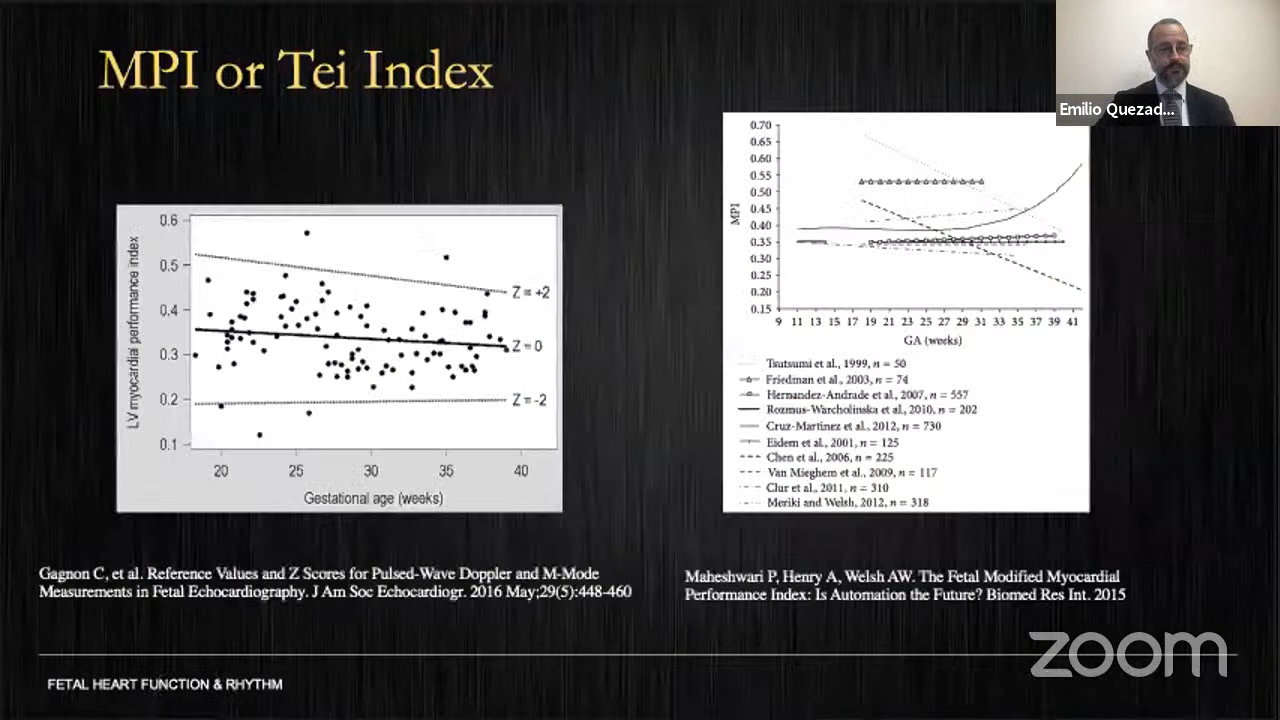 MPI or Tei Index
Emilio Quezad...
LV myocardial performance index
0.6
0.5
0.4
0.3
0.2
0.1
Z = +2
Z = 0
Z = -2
20 25 30 35 40
Gestational age (weeks)
MPI
0.70
0.65
0.60
0.55
0.50
0.45
0.40
0.35
0.30
0.25
0.20
0.15
9 11 13 15 17 19 21 23 25 27 29 31 33 35 37 39 41
GA (weeks)
Tsutsumi et al., 1999, n = 50
Friedman et al., 2003, n = 74
Hernandez-Andrade et al., 2007, n = 557
Rozmus-Warcholinska et al., 2010, n = 202
Cruz-Martinez et al., 2012, n = 730
Eidem et al., 2001, n = 125
Chen et al., 2006, n = 225
Van Mieghem et al., 2009, n = 117
Clur et al., 2011, n = 310
Meriki and Welsh, 2012, n = 318
Gagnon C, et al. Reference Values and Z Scores for Pulsed-Wave Doppler and M-Mode
Measurements in Fetal Echocardiography. J Am Soc Echocardiogr. 2016 May;29(5):448-460
Maheshwari P, Henry A, Welsh AW. The Fetal Modified Myocardial
Performance Index: Is Automation the Future? Biomed Res Int. 2015
zoom
FETAL HEART FUNCTION & RHYTHM